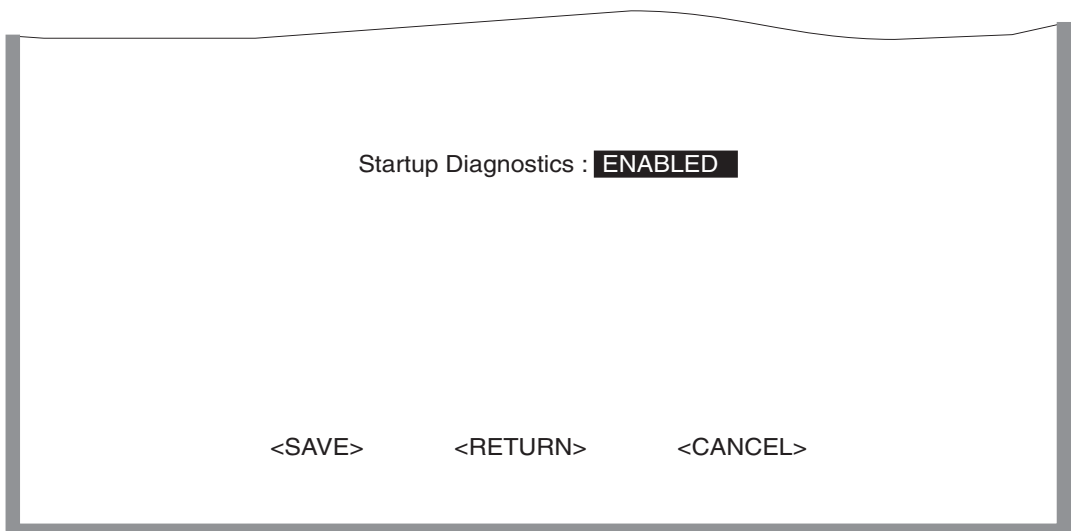 Startup Diagnostics : ENABLED
<SAVE> <RETURN> <CANCEL>